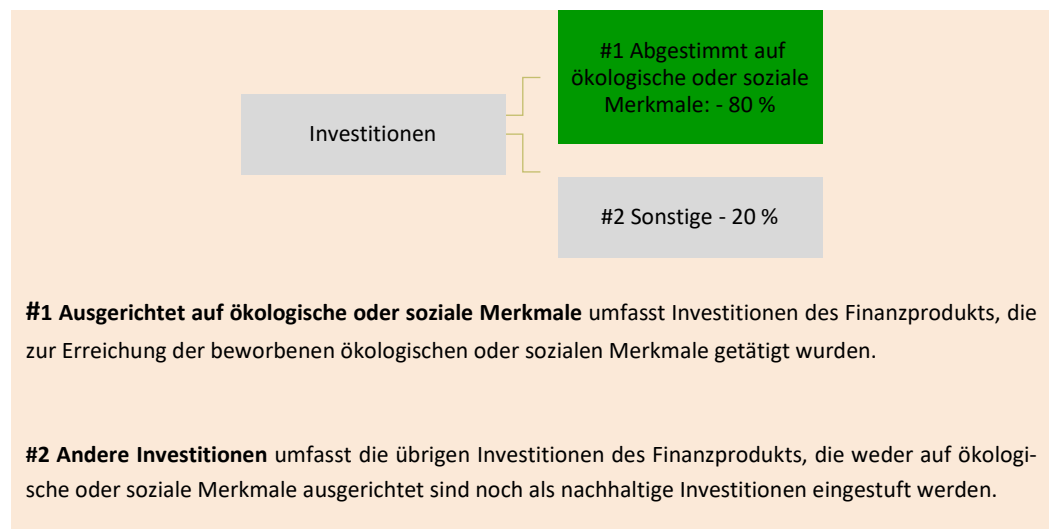 #1 Abgestimmt auf
ökologische oder soziale
Merkmale: - 80 %
Investitionen
#2 Sonstige - 20 %
#1 Ausgerichtet auf ökologische oder soziale Merkmale umfasst Investitionen des Finanzprodukts, die
zur Erreichung der beworbenen ökologischen oder sozialen Merkmale getätigt wurden.
#2 Andere Investitionen umfasst die übrigen Investitionen des Finanzprodukts, die weder auf ökologi-
sche oder soziale Merkmale ausgerichtet sind noch als nachhaltige Investitionen eingestuft werden.